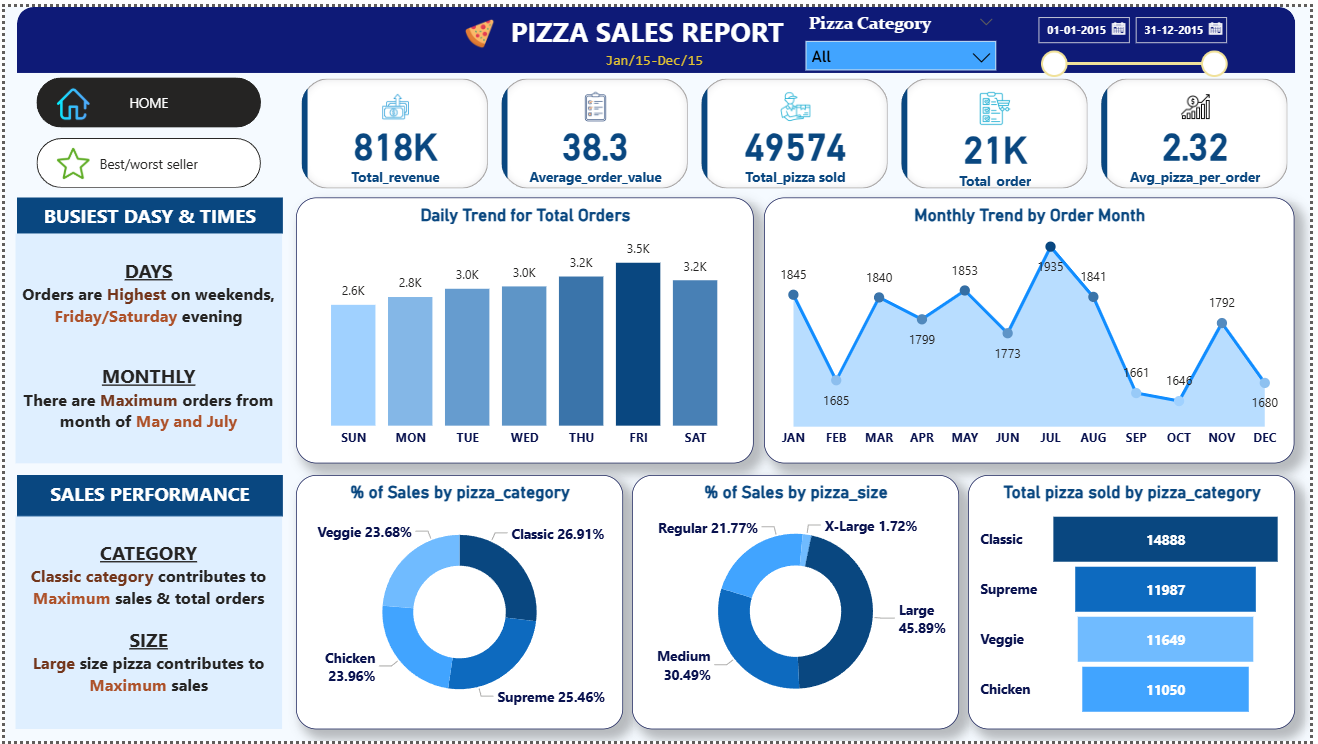 PIZZA SALES REPORT
Jan/15-Dec/15
Pizza Category
All
01-01-2015
31-12-2015
HOME
Best/worst seller
818K
Total_revenue
38.3
Average_order_value
49574
Total_pizza sold
21K
Total_order
2.32
Avg_pizza_per_order
BUSIEST DASY & TIMES
DAYS
Orders are Highest on weekends,
Friday/Saturday evening
MONTHLY
There are Maximum orders from
month of May and July
Daily Trend for Total Orders
2.6K
2.8K
3.0K
3.0K
3.2K
3.5K
3.2K
SUN MON TUE WED THU FRI SAT
Monthly Trend by Order Month
1845
1685
1840
1799
1853
1773
1935
1841
1661
1646
1792
1680
JAN FEB MAR APR MAY JUN JUL AUG SEP OCT NOV DEC
SALES PERFORMANCE
CATEGORY
Classic category contributes to
Maximum sales & total orders
SIZE
Large size pizza contributes to
Maximum sales
% of Sales by pizza_category
Veggie 23.68%
Classic 26.91%
Chicken
23.96%
Supreme 25.46%
% of Sales by pizza_size
Regular 21.77%
X-Large 1.72%
Large
45.89%
Medium
30.49%
Total pizza sold by pizza_category
Classic 14888
Supreme 11987
Veggie 11649
Chicken 11050